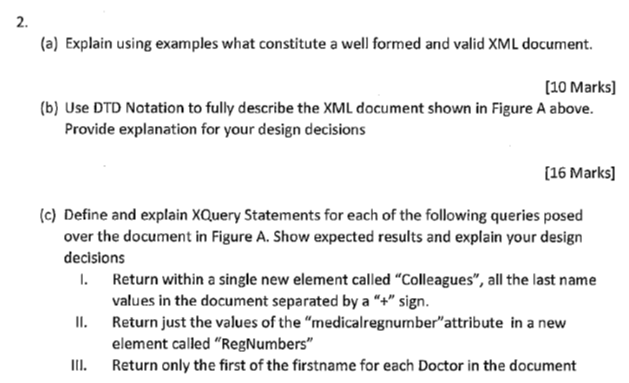 2.
(a) Explain using examples what constitute a well formed and valid XML document.
[10 Marks]
(b) Use DTD Notation to fully describe the XML document shown in Figure A above.
Provide explanation for your design decisions
[16 Marks]
(c) Define and explain XQuery Statements for each of the following queries posed
over the document in Figure A. Show expected results and explain your design
decisions
I. Return within a single new element called “Colleagues”, all the last name
values in the document separated by a “+” sign.
II. Return just the values of the “medicalregnumber”attribute in a new
element called “RegNumbers”
III. Return only the first of the firstname for each Doctor in the document